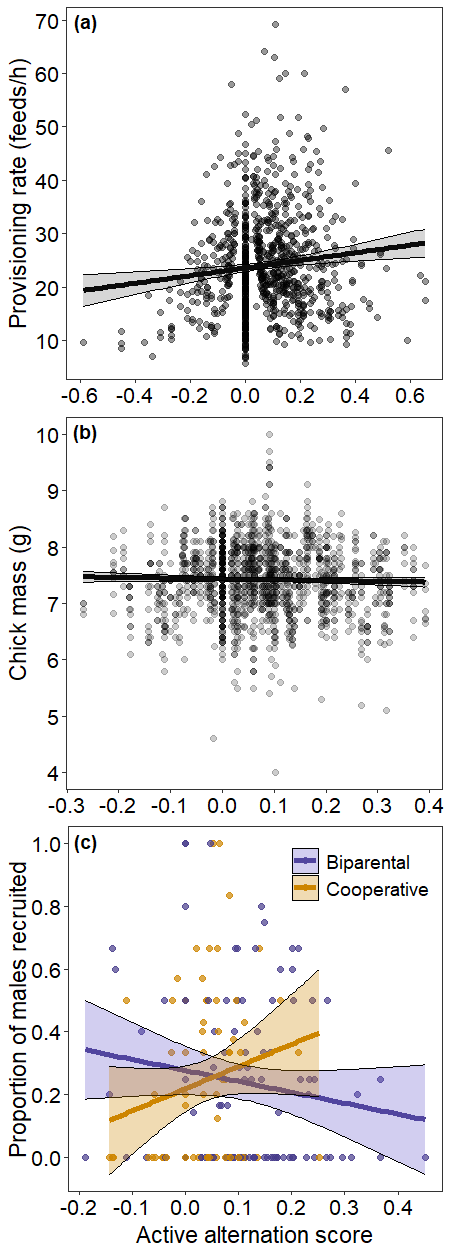 (a)
Provisioning rate (feeds/h)
70
60
50
40
30
20
10
-0.6 -0.4 -0.2 0.0 0.2 0.4 0.6
(b)
Chick mass (g)
10
9
8
7
6
5
4
-0.3 -0.2 -0.1 0.0 0.1 0.2 0.3 0.4
(c)
Biparental
Cooperative
Proportion of males recruited
1.0
0.8
0.6
0.4
0.2
0.0
-0.2 -0.1 0.0 0.1 0.2 0.3 0.4
Active alternation score